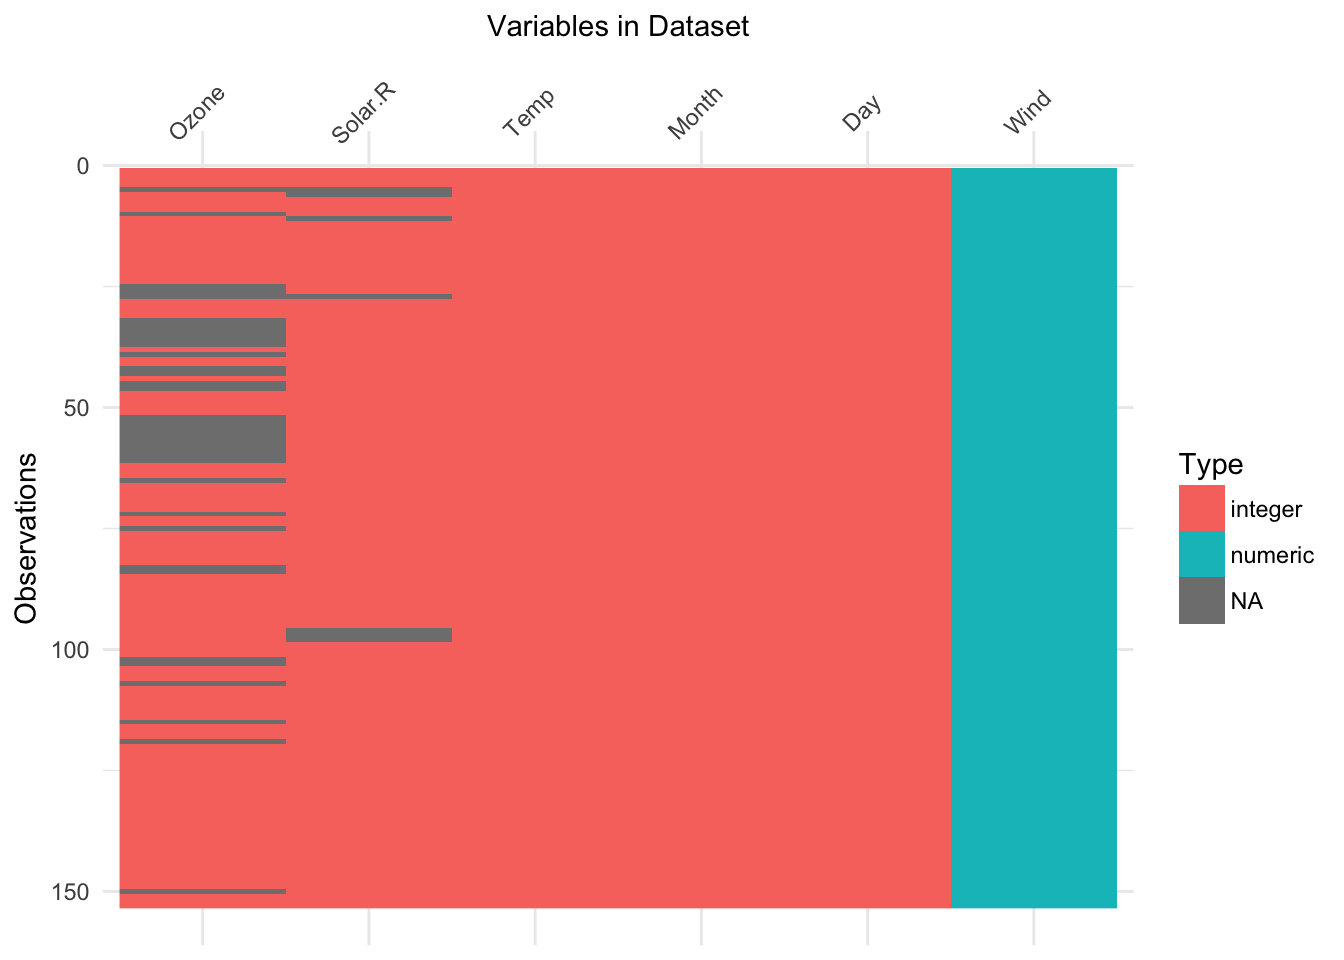 Variables in Dataset
Ozone
Solar.R
Temp
Month
Day
Wind
0
50
100
150
Observations
Type
integer
numeric
NA